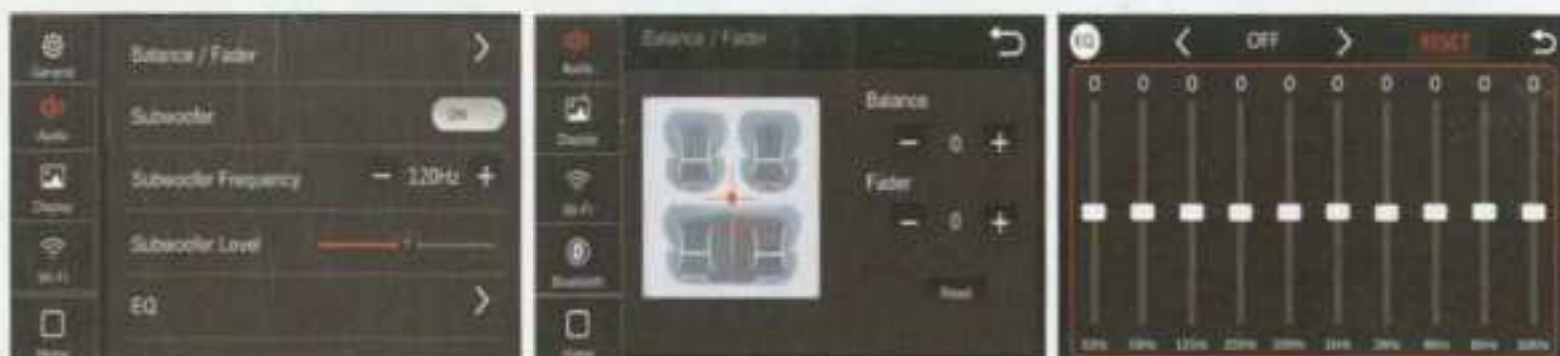 General
Balance / Fader
Audio
Subwoofer
ON
Display
Subwoofer Frequency
− 120Hz +
Wi-Fi
Subwoofer Level
EQ
Audio
Balance / Fader
Display
Balance
− 0 +
Wi-Fi
Fader
− 0 +
Bluetooth
Reset
EQ
OFF
RESET
0 0 0 0 0 0 0 0 0 0
125Hz